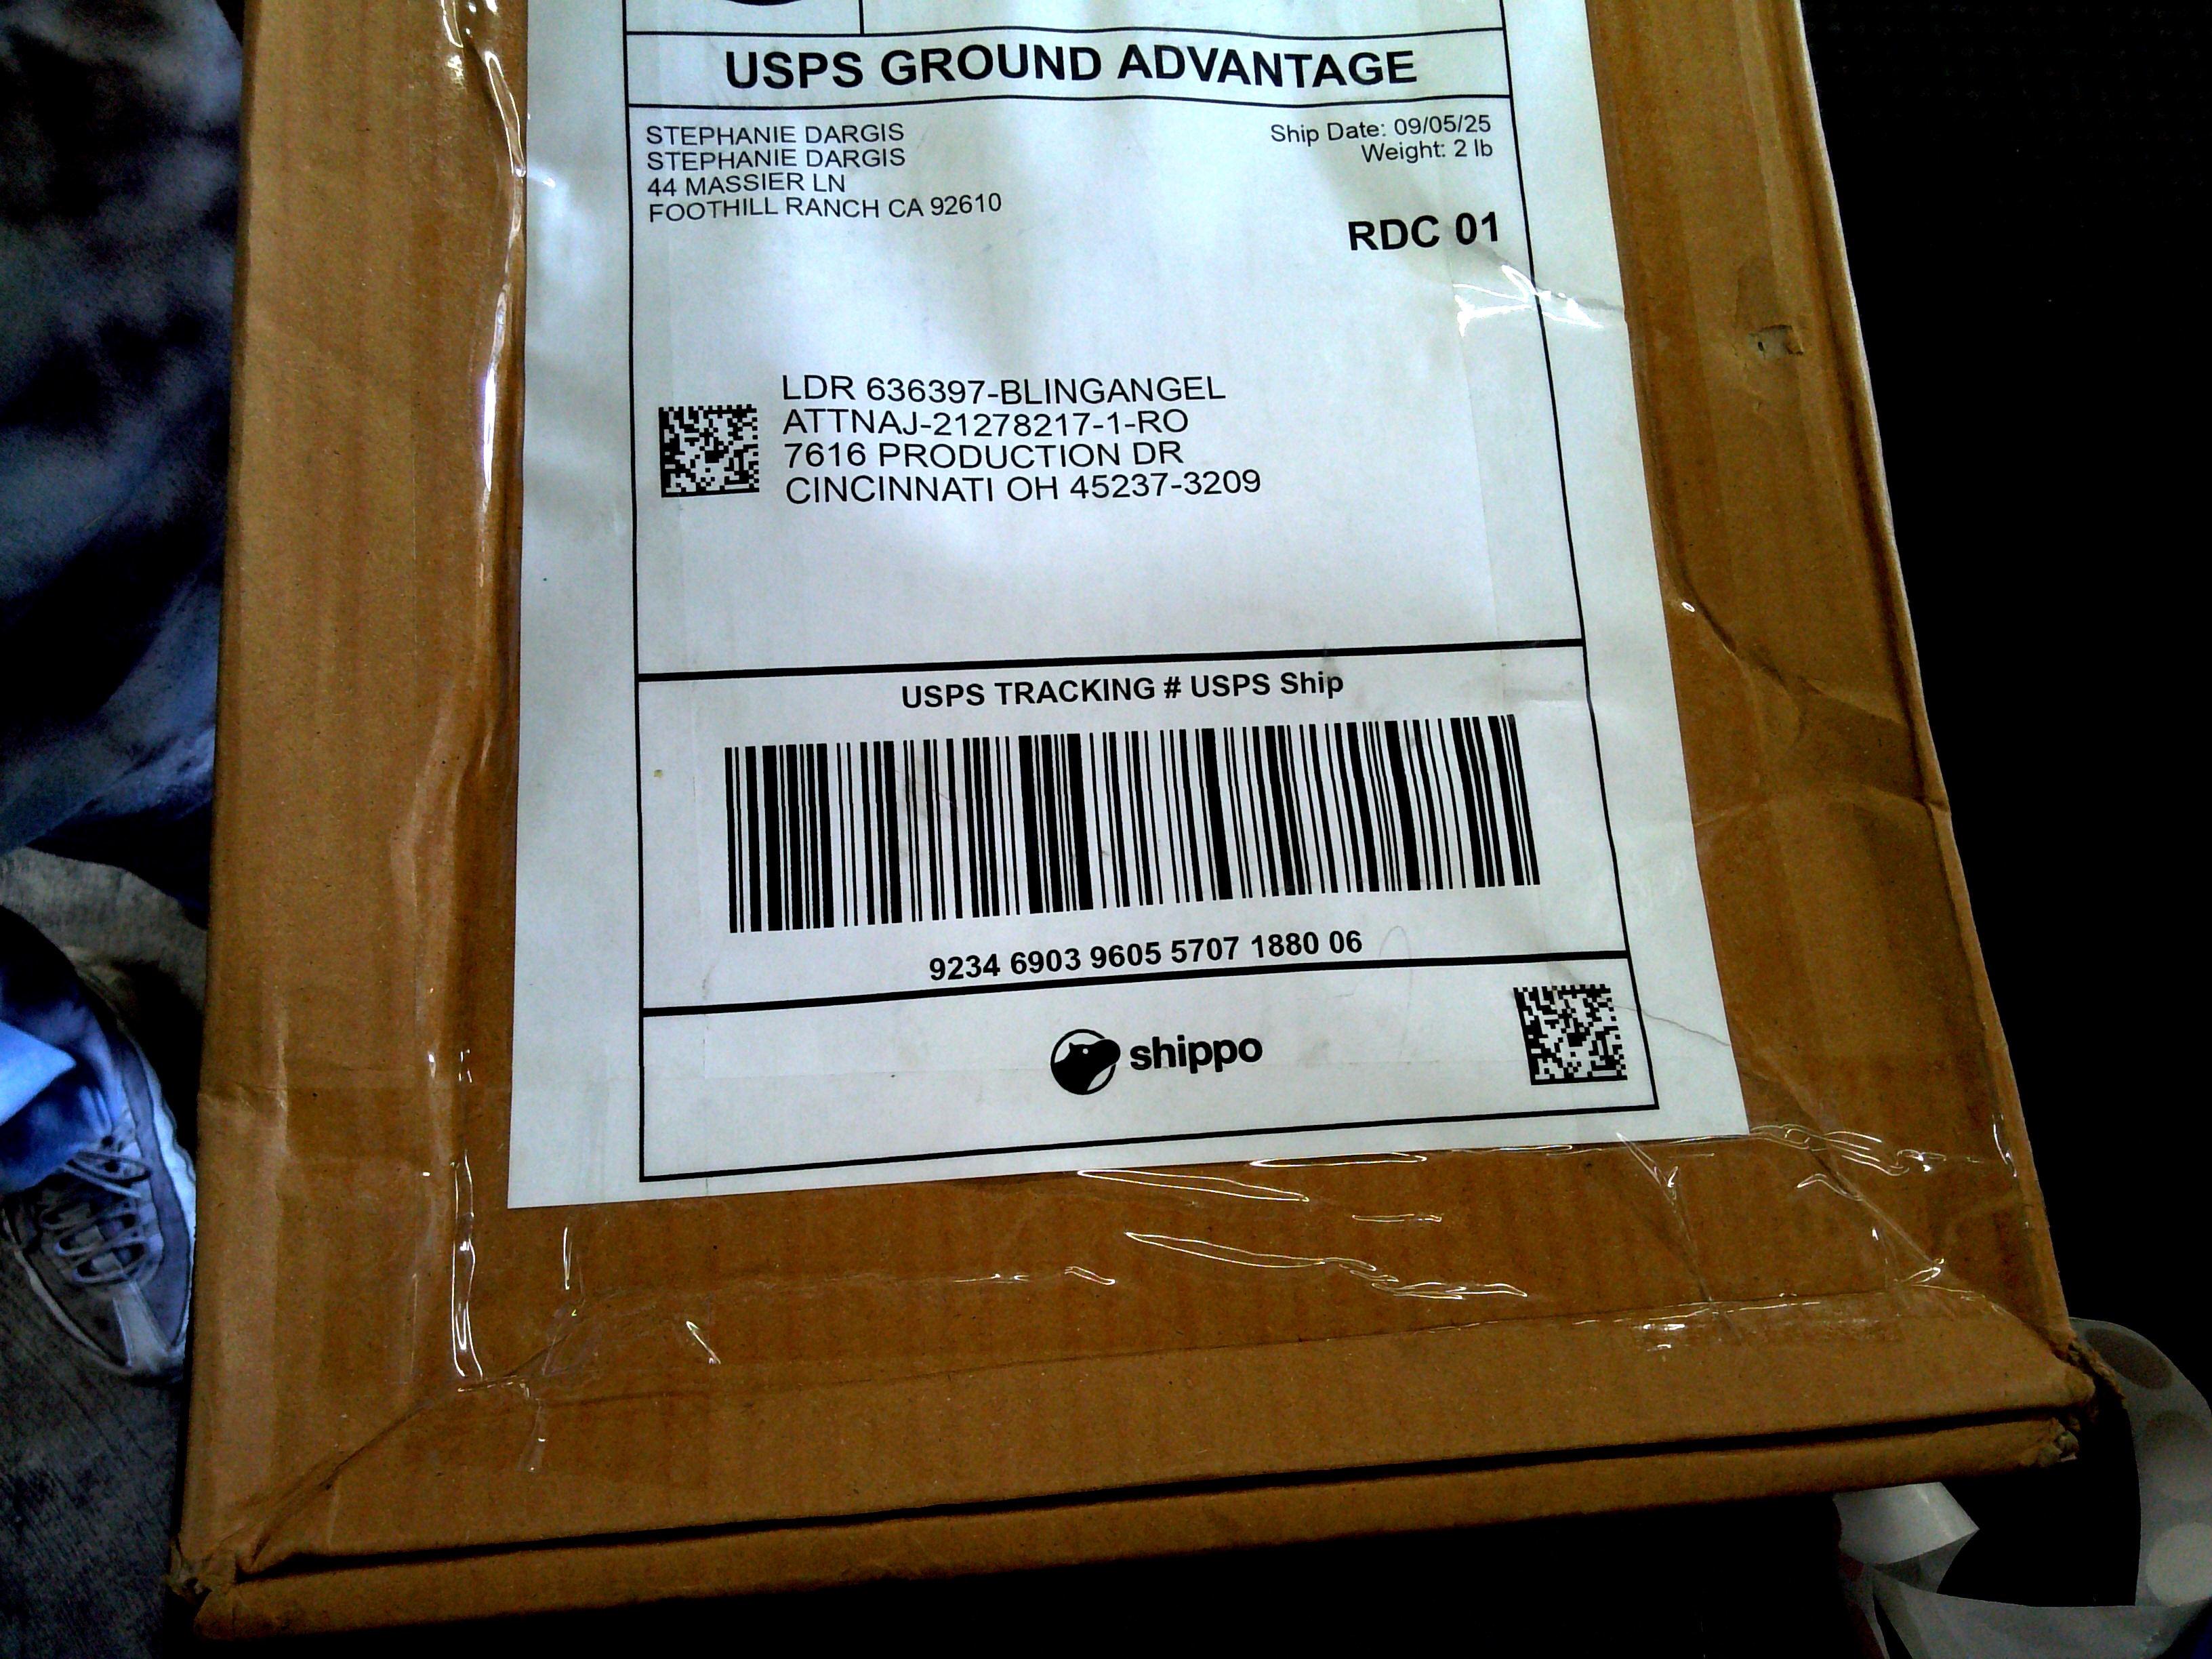 USPS GROUND ADVANTAGE
STEPHANIE DARGIS
STEPHANIE DARGIS
44 MASSIER LN
FOOTHILL RANCH CA 92610
Ship Date: 09/05/25
Weight: 2 lb
RDC 01
LDR 636397-BLINGANGEL
ATTNAJ-21278217-1-RO
7616 PRODUCTION DR
CINCINNATI OH 45237-3209
USPS TRACKING # USPS Ship
9234 6903 9605 5707 1880 06
shippo